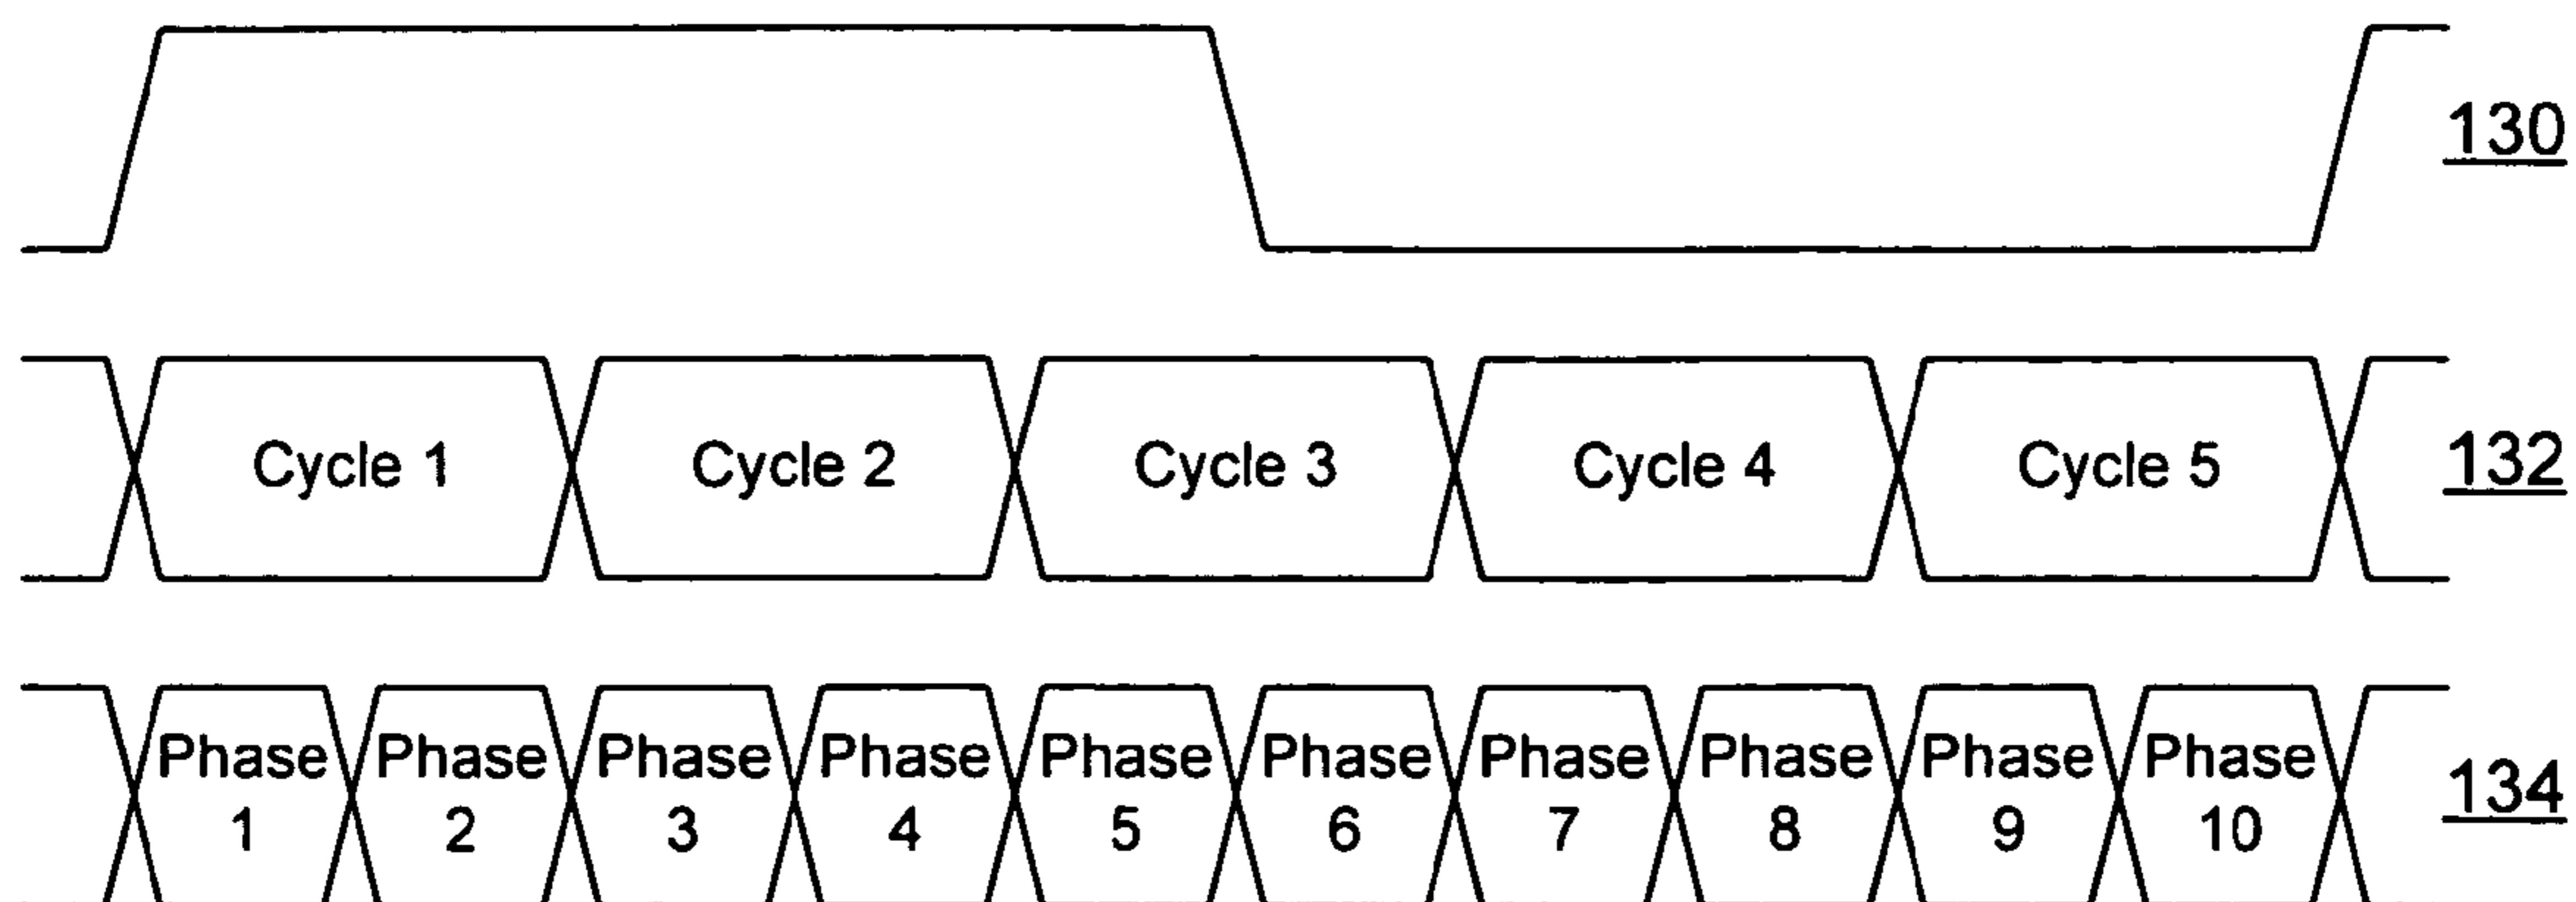 130
Cycle 1 Cycle 2 Cycle 3 Cycle 4 Cycle 5 132
Phase Phase Phase Phase Phase Phase Phase Phase Phase Phase
1 2 3 4 5 6 7 8 9 10
134